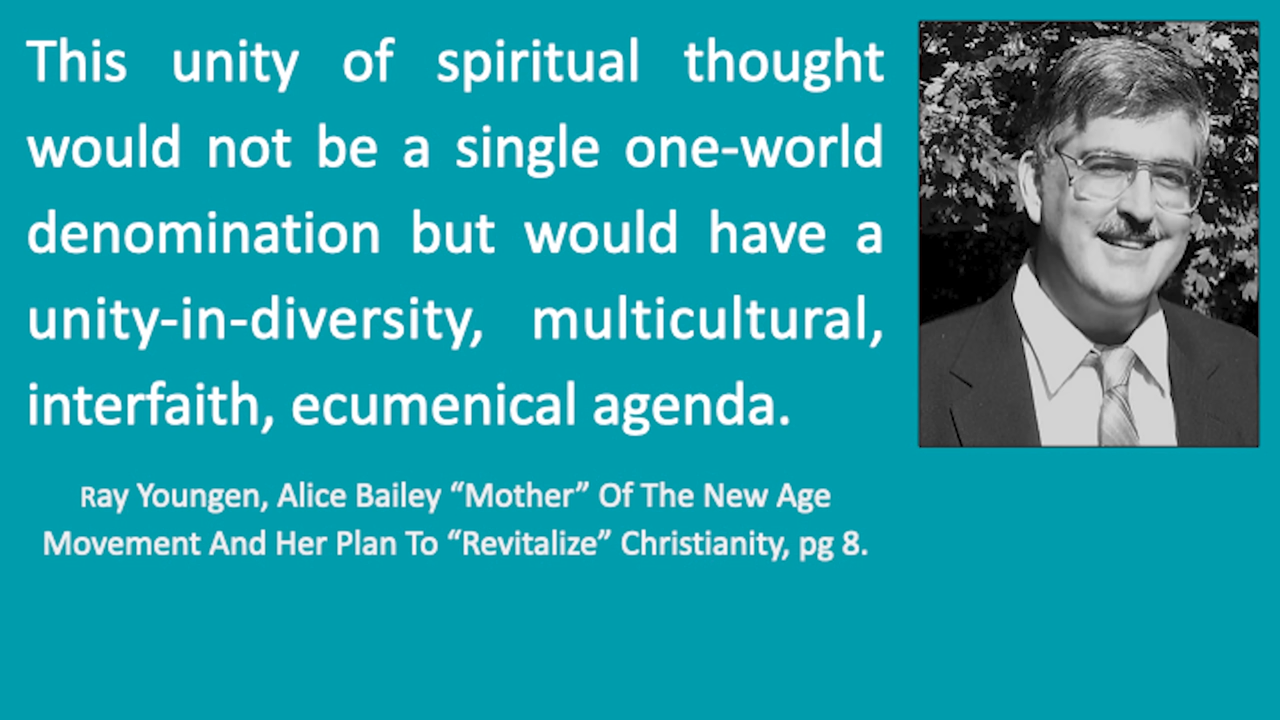 This unity of spiritual thought
would not be a single one-world
denomination but would have a
unity-in-diversity, multicultural,
interfaith, ecumenical agenda.
Ray Youngen, Alice Bailey “Mother” Of The New Age
Movement And Her Plan To “Revitalize” Christianity, pg 8.